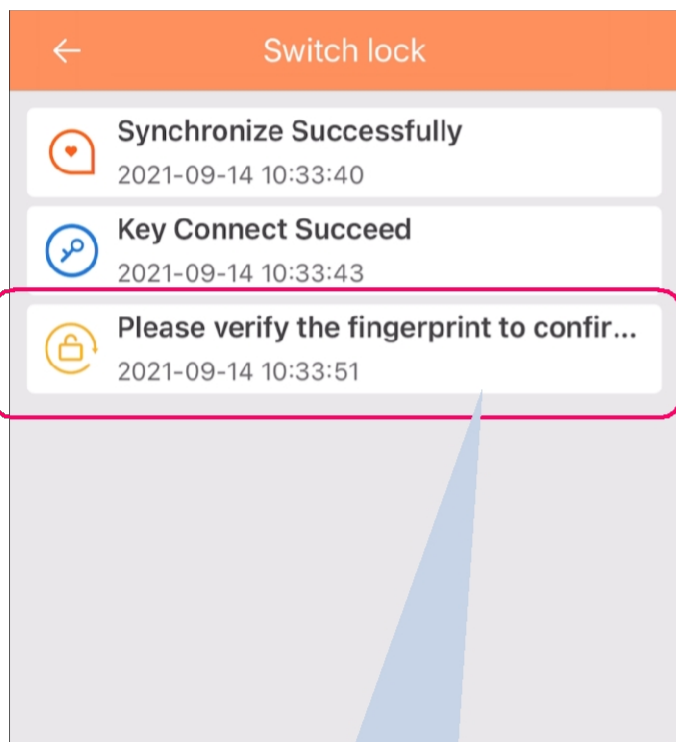 Switch lock
Synchronize Successfully
2021-09-14 10:33:40
Key Connect Succeed
2021-09-14 10:33:43
Please verify the fingerprint to confir...
2021-09-14 10:33:51